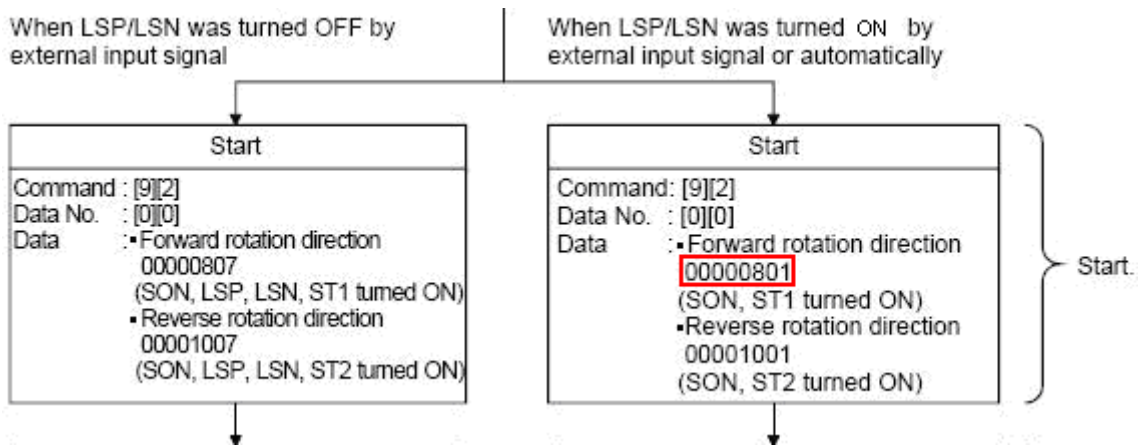 When LSP/LSN was turned OFF by
external input signal
When LSP/LSN was turned ON by
external input signal or automatically
Start
Command : [9][2]
Data No. : [0][0]
Data :▪Forward rotation direction
00000807
(SON, LSP, LSN, ST1 turned ON)
▪Reverse rotation direction
00001007
(SON, LSP, LSN, ST2 turned ON)
Start
Command: [9][2]
Data No. : [0][0]
Data :▪Forward rotation direction
00000801
(SON, ST1 turned ON)
▪Reverse rotation direction
00001001
(SON, ST2 turned ON)
Start.